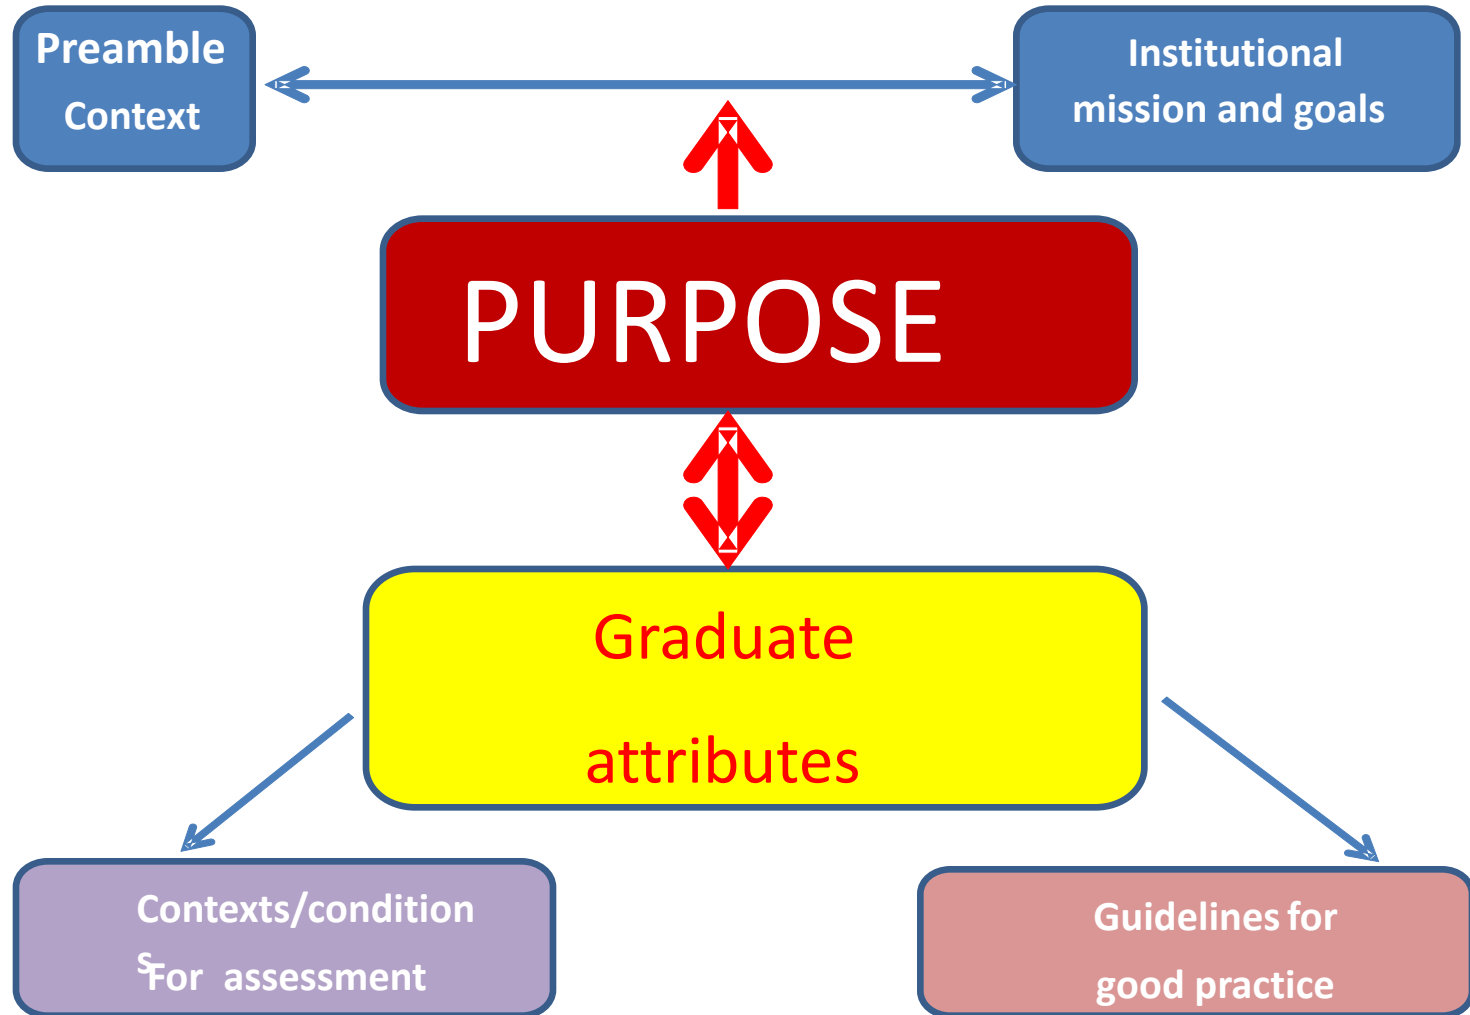 Preamble
Context
Institutional
mission and goals
PURPOSE
Graduate
attributes
Contexts/condition
s
For assessment
Guidelines for
good practice